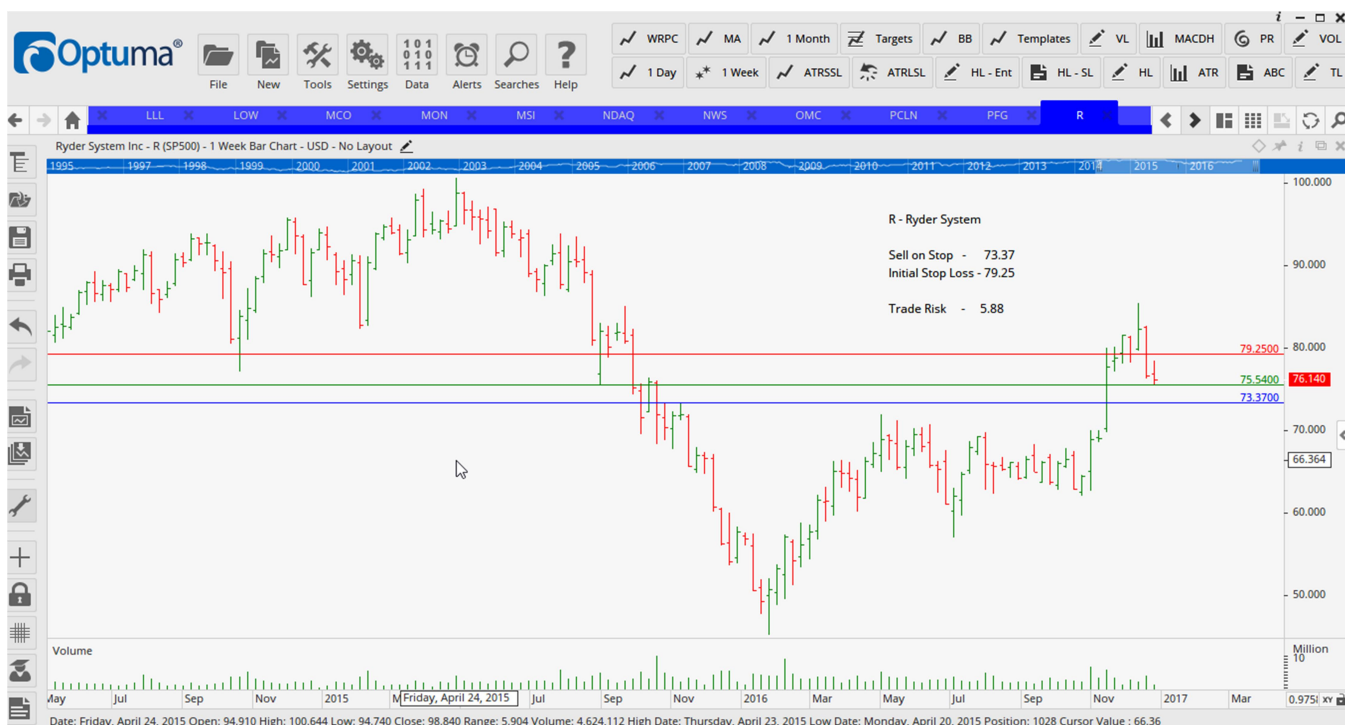 i
Optuma®
File New Tools Settings Data Alerts Searches Help
101
010
111
WRPC MA 1 Month Targets BB Templates VL MACDH PR VOL
1 Day 1 Week ATRSSL ATRLSL HL - Ent HL - SL HL ATR ABC TL
LLL LOW MCO MON MSI NDAQ NWS OMC PCLN PFG R
Ryder System Inc - R (SP500) - 1 Week Bar Chart - USD - No Layout
1995 1997 1998 1999 2000 2001 2002 2003 2004 2005 2006 2007 2008 2009 2010 2011 2012 2013 2014 2015 2016
100.000
R - Ryder System
Sell on Stop - 73.37
90.000
Initial Stop Loss - 79.25
Trade Risk - 5.88
79.2500
80.000
75.5400
76.140
73.3700
70.000
66.364
60.000
50.000
Volume
Million
10
May Jul Sep Nov 2015 M Friday, April 24, 2015 Jul Sep Nov 2016 Mar May Jul Sep Nov 2017 Mar 0.975 XY
Date: Friday, April 24, 2015 Open: 94.910 High: 100.644 Low: 94.740 Close: 98.840 Range: 5.904 Volume: 4,624,112 High Date: Thursday, April 23, 2015 Low Date: Monday, April 20, 2015 Position: 1028 Cursor Value : 66.36